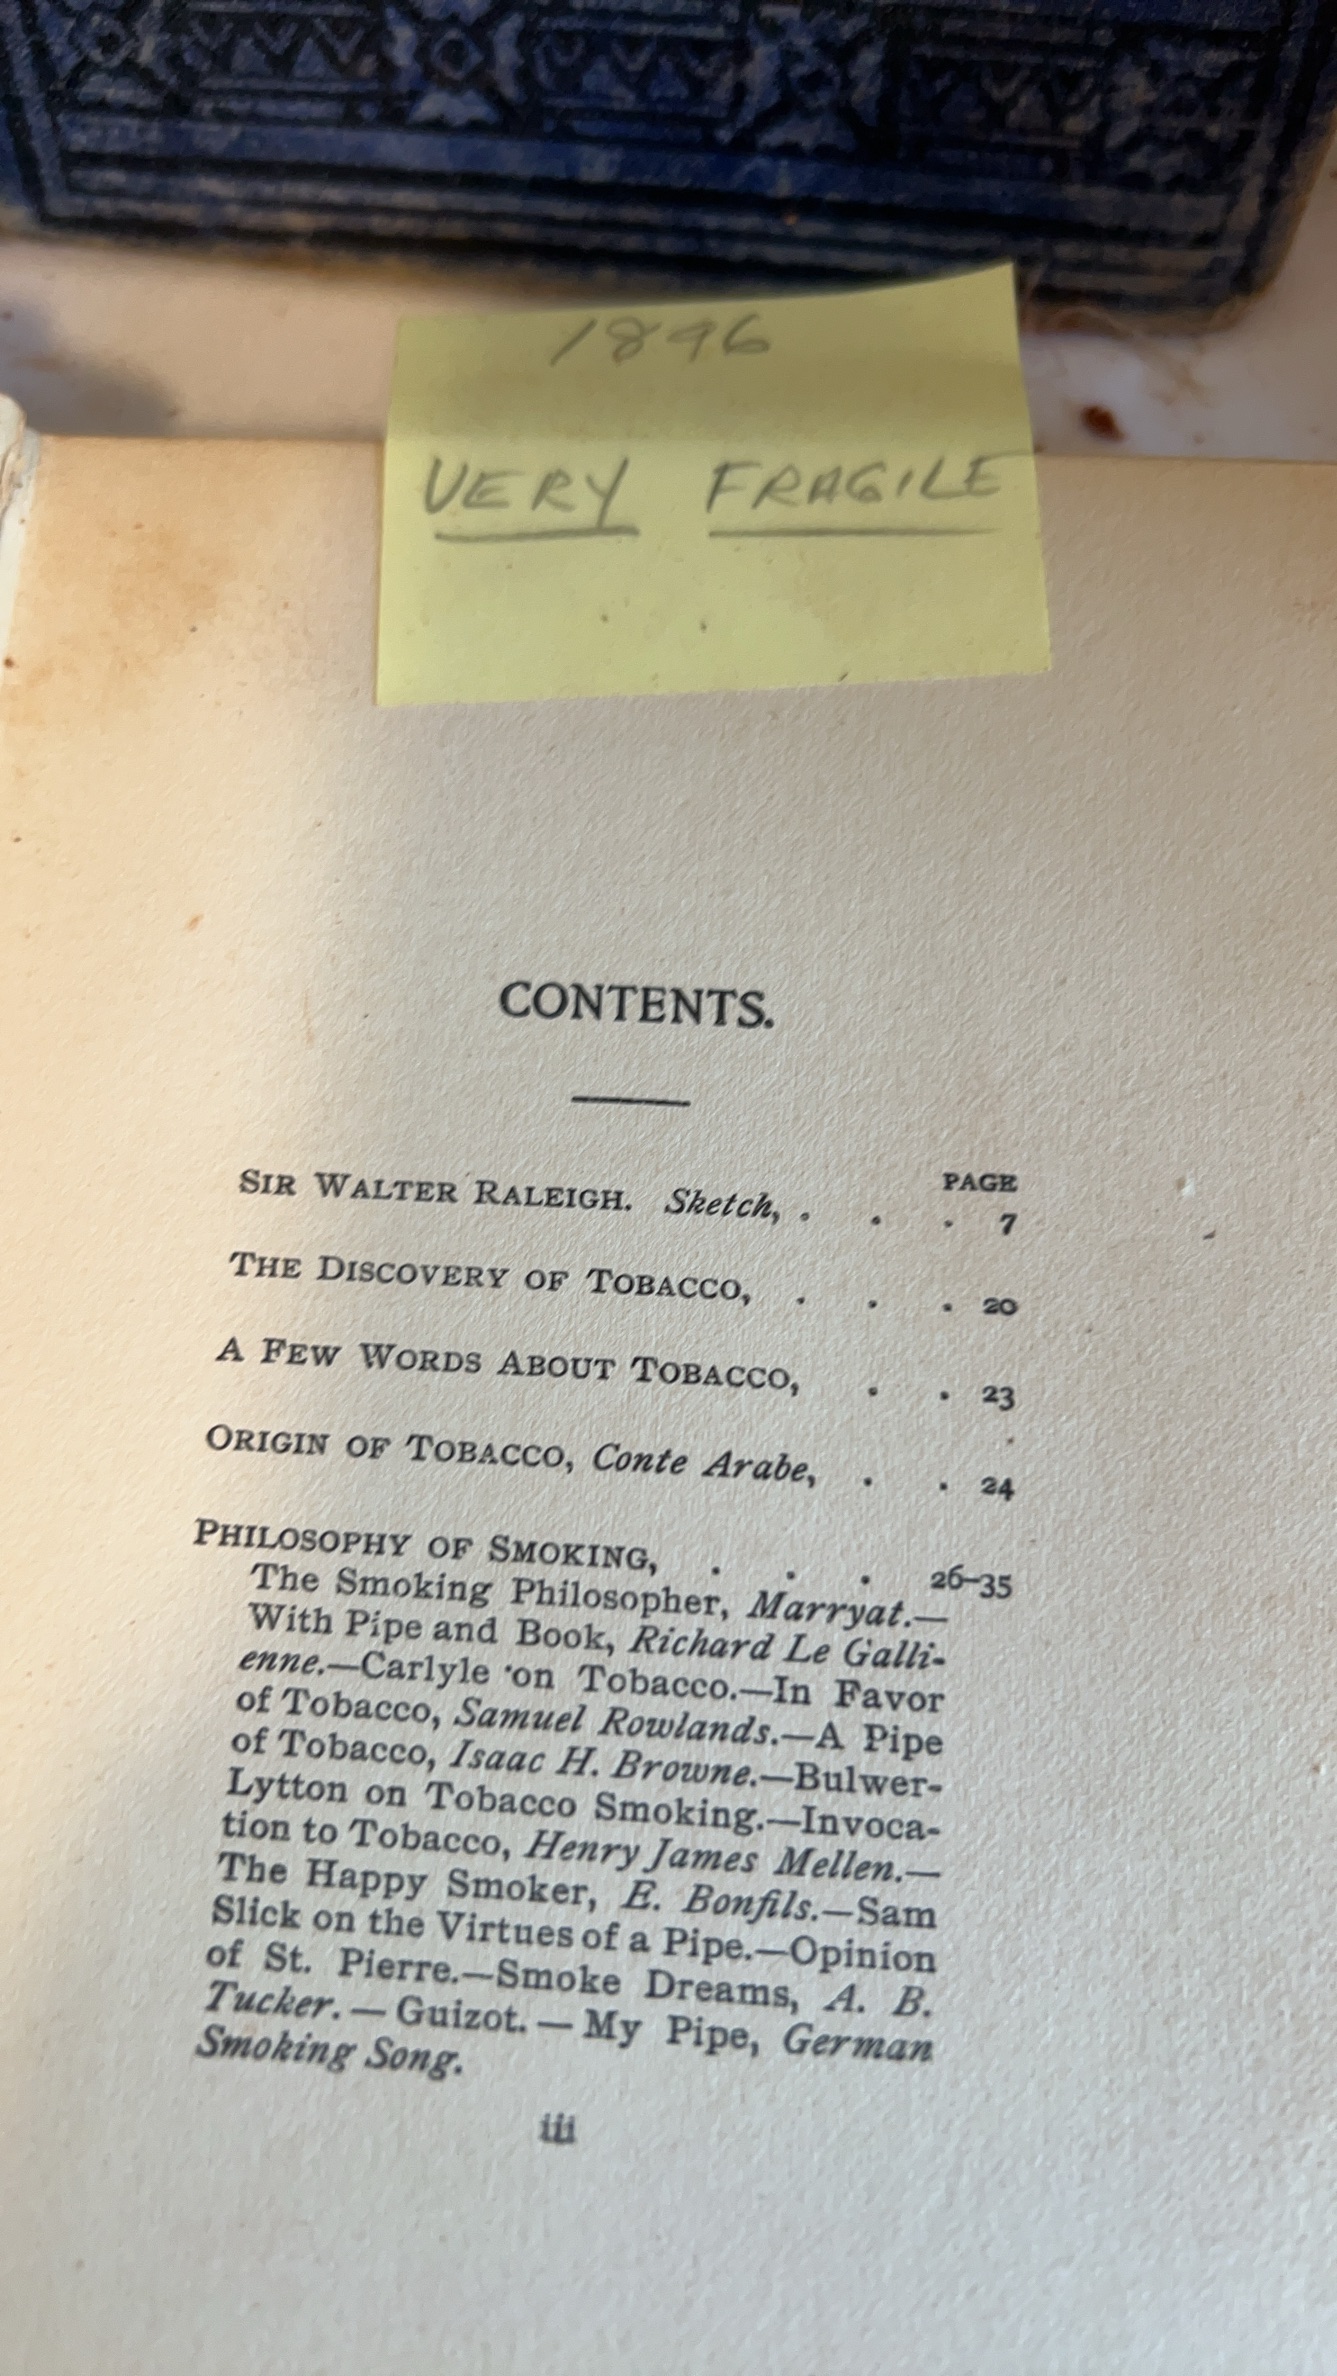 1896
VERY FRAGILE
CONTENTS.
PAGE
SIR WALTER RALEIGH. Sketch, . . . 7
THE DISCOVERY OF TOBACCO, . . . 20
A FEW WORDS ABOUT TOBACCO, . . 23
ORIGIN OF TOBACCO, Conte Arabe, . . 24
PHILOSOPHY OF SMOKING, . . . 26–35
The Smoking Philosopher, Marryat.—
With Pipe and Book, Richard Le Galli-
enne.—Carlyle on Tobacco.—In Favor
of Tobacco, Samuel Rowlands.—A Pipe
of Tobacco, Isaac H. Browne.—Bulwer-
Lytton on Tobacco Smoking.—Invoca-
tion to Tobacco, Henry James Mellen.—
The Happy Smoker, E. Bonfils.—Sam
Slick on the Virtues of a Pipe.—Opinion
of St. Pierre.—Smoke Dreams, A. B.
Tucker.—Guizot.—My Pipe, German
Smoking Song.
iii